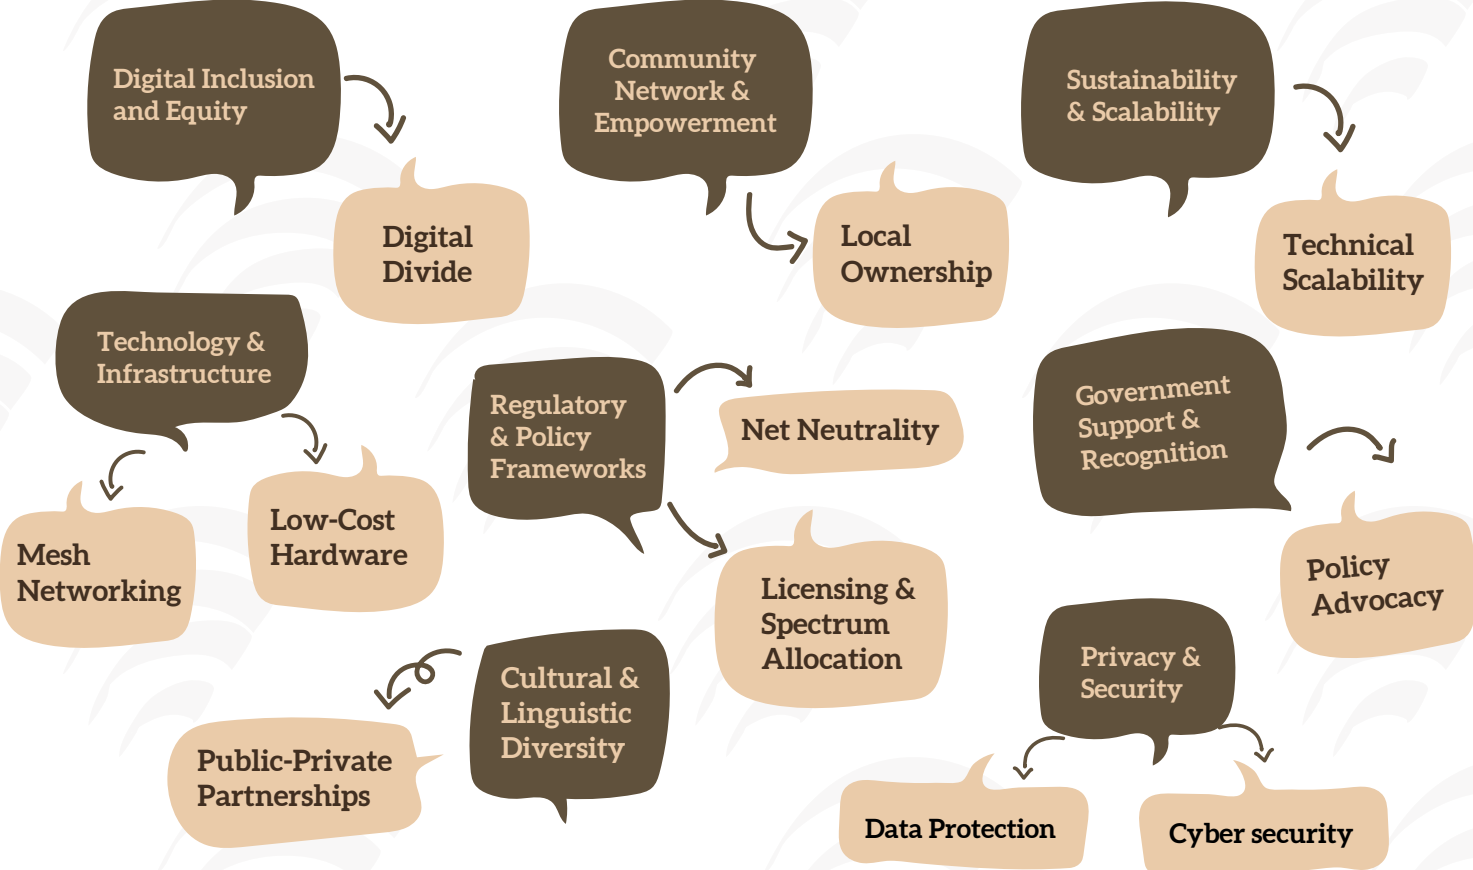 Digital Inclusion
and Equity
Digital
Divide
Community
Network &
Empowerment
Local
Ownership
Sustainability
& Scalability
Technical
Scalability
Technology &
Infrastructure
Mesh
Networking
Low-Cost
Hardware
Regulatory
& Policy
Frameworks
Net Neutrality
Licensing &
Spectrum
Allocation
Government
Support &
Recognition
Policy
Advocacy
Cultural &
Linguistic
Diversity
Public-Private
Partnerships
Privacy &
Security
Data Protection
Cyber security